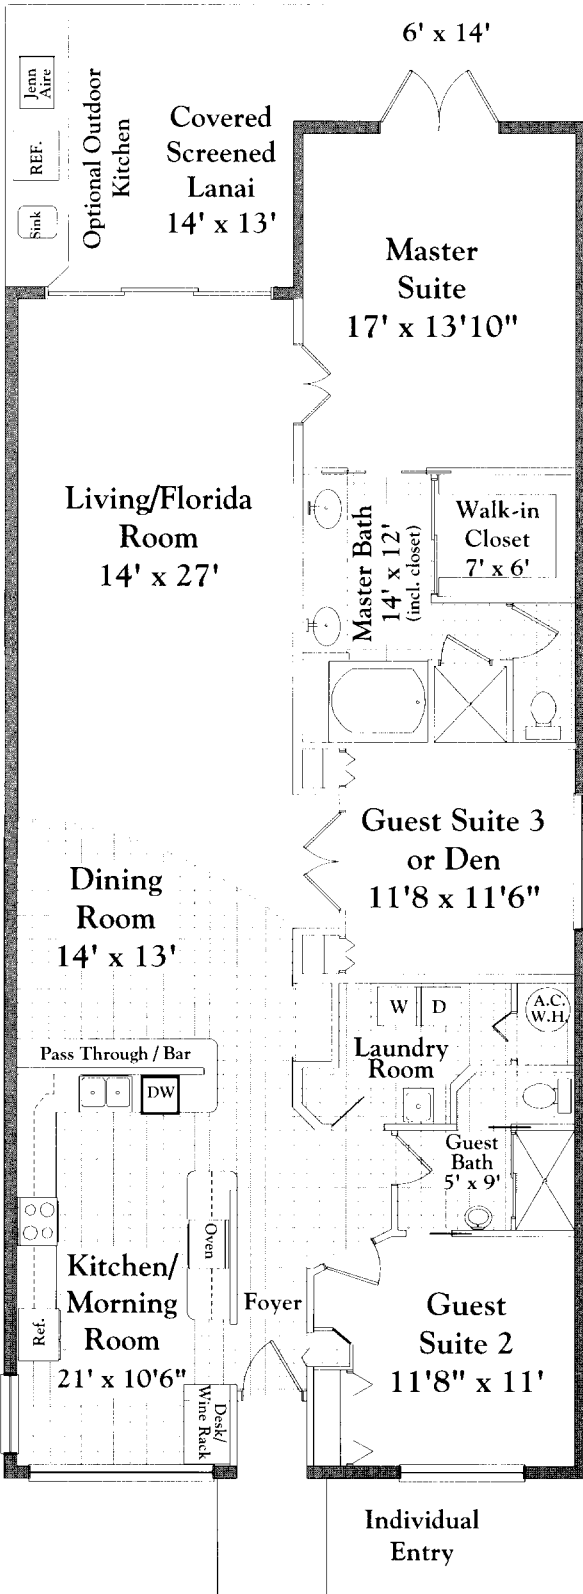 6' x 14'
Jenn
Aire
REF.
Sink
Optional Outdoor
Kitchen
Covered
Screened
Lanai
14' x 13'
Master
Suite
17' x 13'10"
Living/Florida
Room
14' x 27'
Master Bath
14' x 12'
(incl. closet)
Walk-in
Closet
7' x 6'
Guest Suite 3
or Den
11'8 x 11'6"
Dining
Room
14' x 13'
W
D
A.C.
W.H.
Laundry
Room
Pass Through / Bar
DW
Guest
Bath
5' x 9'
Oven
Kitchen/
Morning
Room
21' x 10'6"
Ref.
Foyer
Guest
Suite 2
11'8" x 11'
Desk/
Wine Rack
Individual
Entry